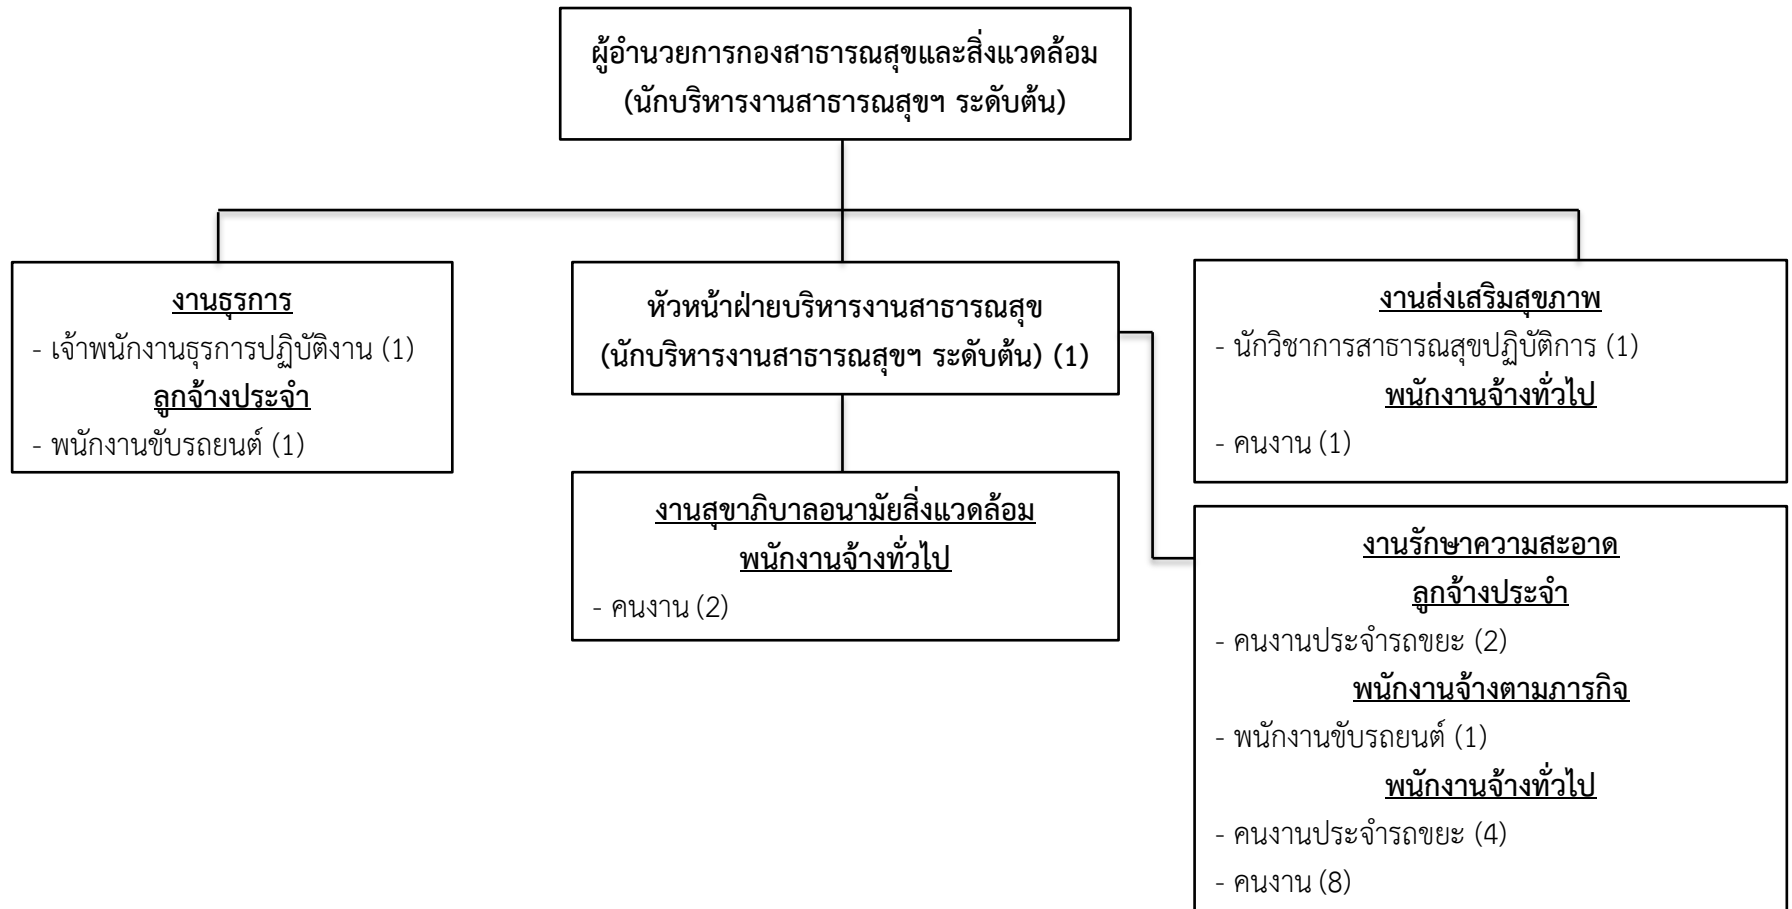 ผู้อำนวยการกองสาธารณสุขและสิ่งแวดล้อม
(นักบริหารงานสาธารณสุขฯ ระดับต้น)
งานธุรการ
- เจ้าพนักงานธุรการปฏิบัติงาน (1)
ลูกจ้างประจำ
- พนักงานขับรถยนต์ (1)
หัวหน้าฝ่ายบริหารงานสาธารณสุข
(นักบริหารงานสาธารณสุขฯ ระดับต้น) (1)
งานส่งเสริมสุขภาพ
- นักวิชาการสาธารณสุขปฏิบัติการ (1)
พนักงานจ้างทั่วไป
- คนงาน (1)
งานสุขาภิบาลอนามัยสิ่งแวดล้อม
พนักงานจ้างทั่วไป
- คนงาน (2)
งานรักษาความสะอาด
ลูกจ้างประจำ
- คนงานประจำรถขยะ (2)
พนักงานจ้างตามภารกิจ
- พนักงานขับรถยนต์ (1)
พนักงานจ้างทั่วไป
- คนงานประจำรถขยะ (4)
- คนงาน (8)